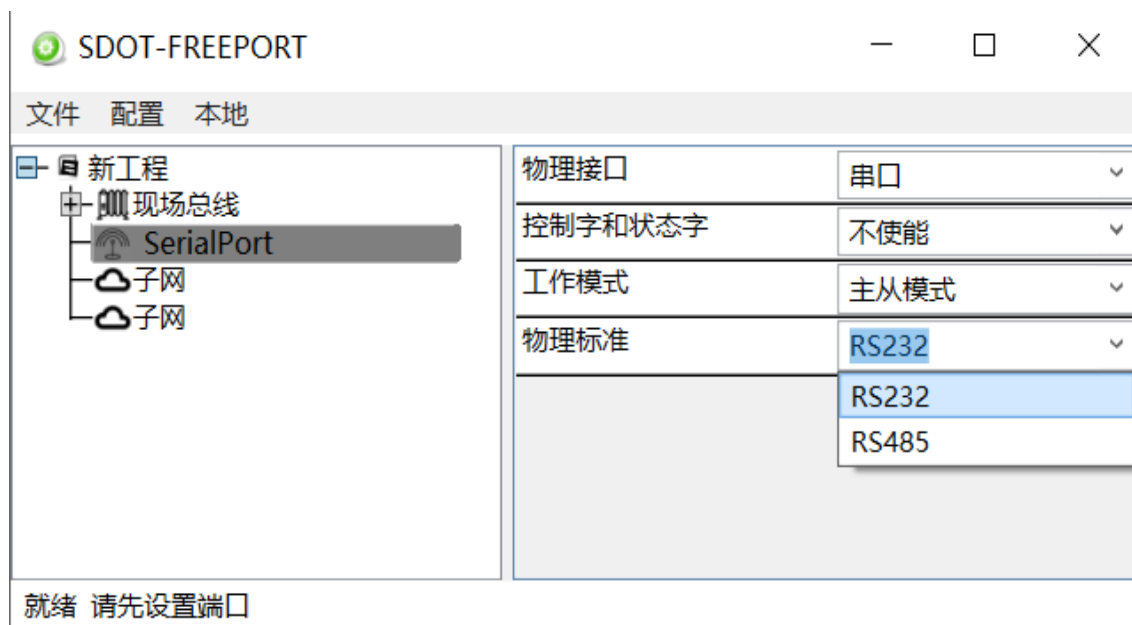 SDOT-FREEPORT
文件 配置 本地
新工程
现场总线
SerialPort
子网
子网
物理接口 串口
控制字和状态字 不使能
工作模式 主从模式
物理标准 RS232
RS232
RS485
就绪 请先设置端口